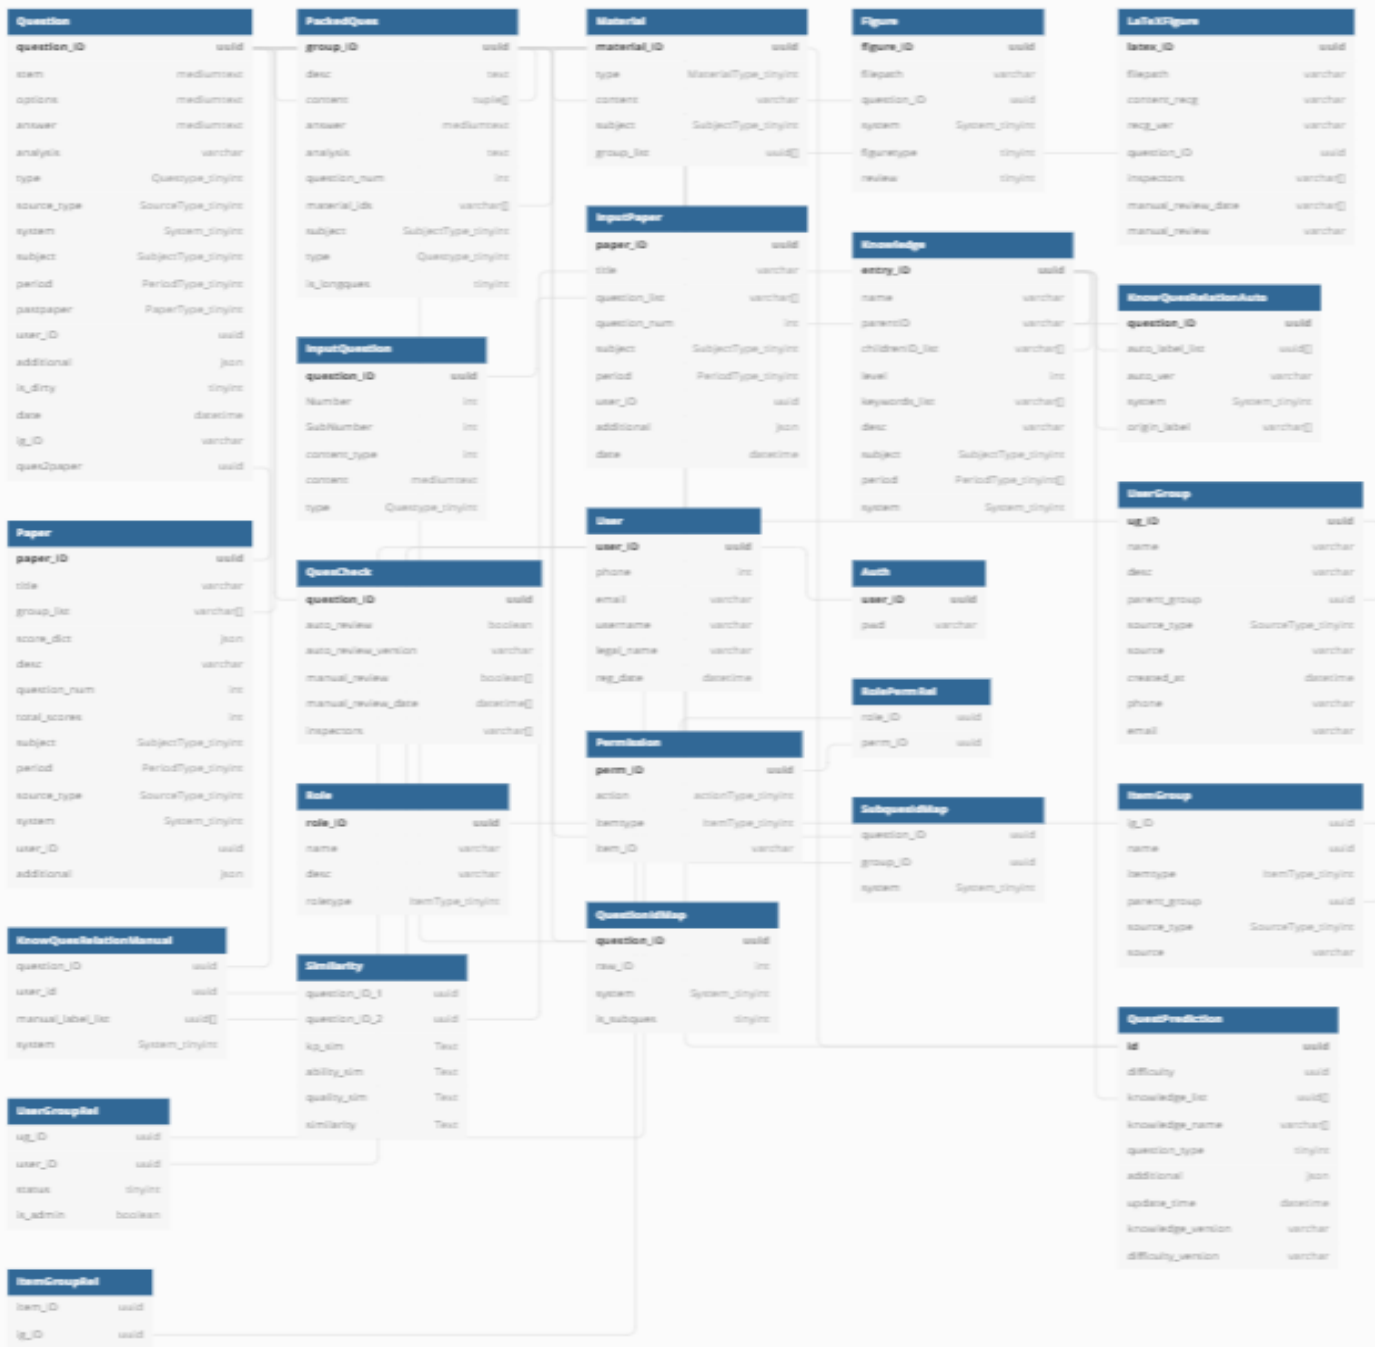 Question
question_ID uuid
stem mediumtext
options mediumtext
answer mediumtext
analysis varchar
type Questype_tinyint
source_type SourceType_tinyint
system System_tinyint
subject SubjectType_tinyint
period PeriodType_tinyint
pastpaper PaperType_tinyint
user_ID uuid
additional json
is_dirty tinyint
date datetime
ig_ID varchar
ques2paper uuid
Paper
paper_ID uuid
title varchar
group_list varchar[]
score_dict json
desc varchar
question_num int
total_scores int
subject SubjectType_tinyint
period PeriodType_tinyint
source_type SourceType_tinyint
system System_tinyint
user_ID uuid
additional json
KnowQuesRelationManual
question_ID uuid
user_id uuid
manual_label_list uuid[]
system System_tinyint
UserGroupRel
ug_ID uuid
user_ID uuid
status tinyint
is_admin boolean
ItemGroupRel
item_ID uuid
ig_ID uuid
PackedQues
group_ID uuid
desc text
content tuple[]
answer mediumtext
analysis text
question_num int
material_ids varchar[]
subject SubjectType_tinyint
type Questype_tinyint
is_longques tinyint
InputQuestion
question_ID uuid
Number int
SubNumber int
content_type int
content mediumtext
type Questype_tinyint
QuesCheck
question_ID uuid
auto_review boolean
auto_review_version varchar
manual_review boolean[]
manual_review_date datetime[]
inspectors varchar[]
Role
role_ID uuid
name varchar
desc varchar
roletype ItemType_tinyint
Similarity
question_ID_1 uuid
question_ID_2 uuid
kp_sim Text
ability_sim Text
quality_sim Text
similarity Text
Material
material_ID uuid
type MaterialType_tinyint
content varchar
subject SubjectType_tinyint
group_list uuid[]
InputPaper
paper_ID uuid
title varchar
question_list varchar[]
question_num int
subject SubjectType_tinyint
period PeriodType_tinyint
user_ID uuid
additional json
date datetime
User
user_ID uuid
phone int
email varchar
username varchar
legal_name varchar
reg_date datetime
Permission
perm_ID uuid
action actionType_tinyint
itemtype ItemType_tinyint
item_ID varchar
QuestionIdMap
question_ID uuid
raw_ID int
system System_tinyint
is_subques tinyint
Figure
figure_ID uuid
filepath varchar
question_ID uuid
system System_tinyint
figuretype tinyint
review tinyint
Knowledge
entry_ID uuid
name varchar
parentID varchar
childrenID_list varchar[]
level int
keywords_list varchar[]
desc varchar
subject SubjectType_tinyint
period PeriodType_tinyint[]
system System_tinyint
Auth
user_ID uuid
pwd varchar
RolePermRel
role_ID uuid
perm_ID uuid
SubquesIdMap
question_ID uuid
group_ID uuid
system System_tinyint
LaTeXFigure
latex_ID uuid
filepath varchar
content_recg varchar
recg_ver varchar
question_ID uuid
inspectors varchar[]
manual_review_date varchar[]
manual_review varchar
KnowQuesRelationAuto
question_ID uuid
auto_label_list uuid[]
auto_ver varchar
system System_tinyint
origin_label varchar[]
UserGroup
ug_ID uuid
name varchar
desc varchar
parent_group uuid
source_type SourceType_tinyint
source varchar
created_at datetime
phone varchar
email varchar
ItemGroup
ig_ID uuid
name uuid
itemtype ItemType_tinyint
parent_group uuid
source_type SourceType_tinyint
source varchar
QuestPrediction
id uuid
difficulty uuid
knowledge_list uuid[]
knowledge_name varchar[]
question_type tinyint
additional json
update_time datetime
knowledge_version varchar
difficulty_version varchar